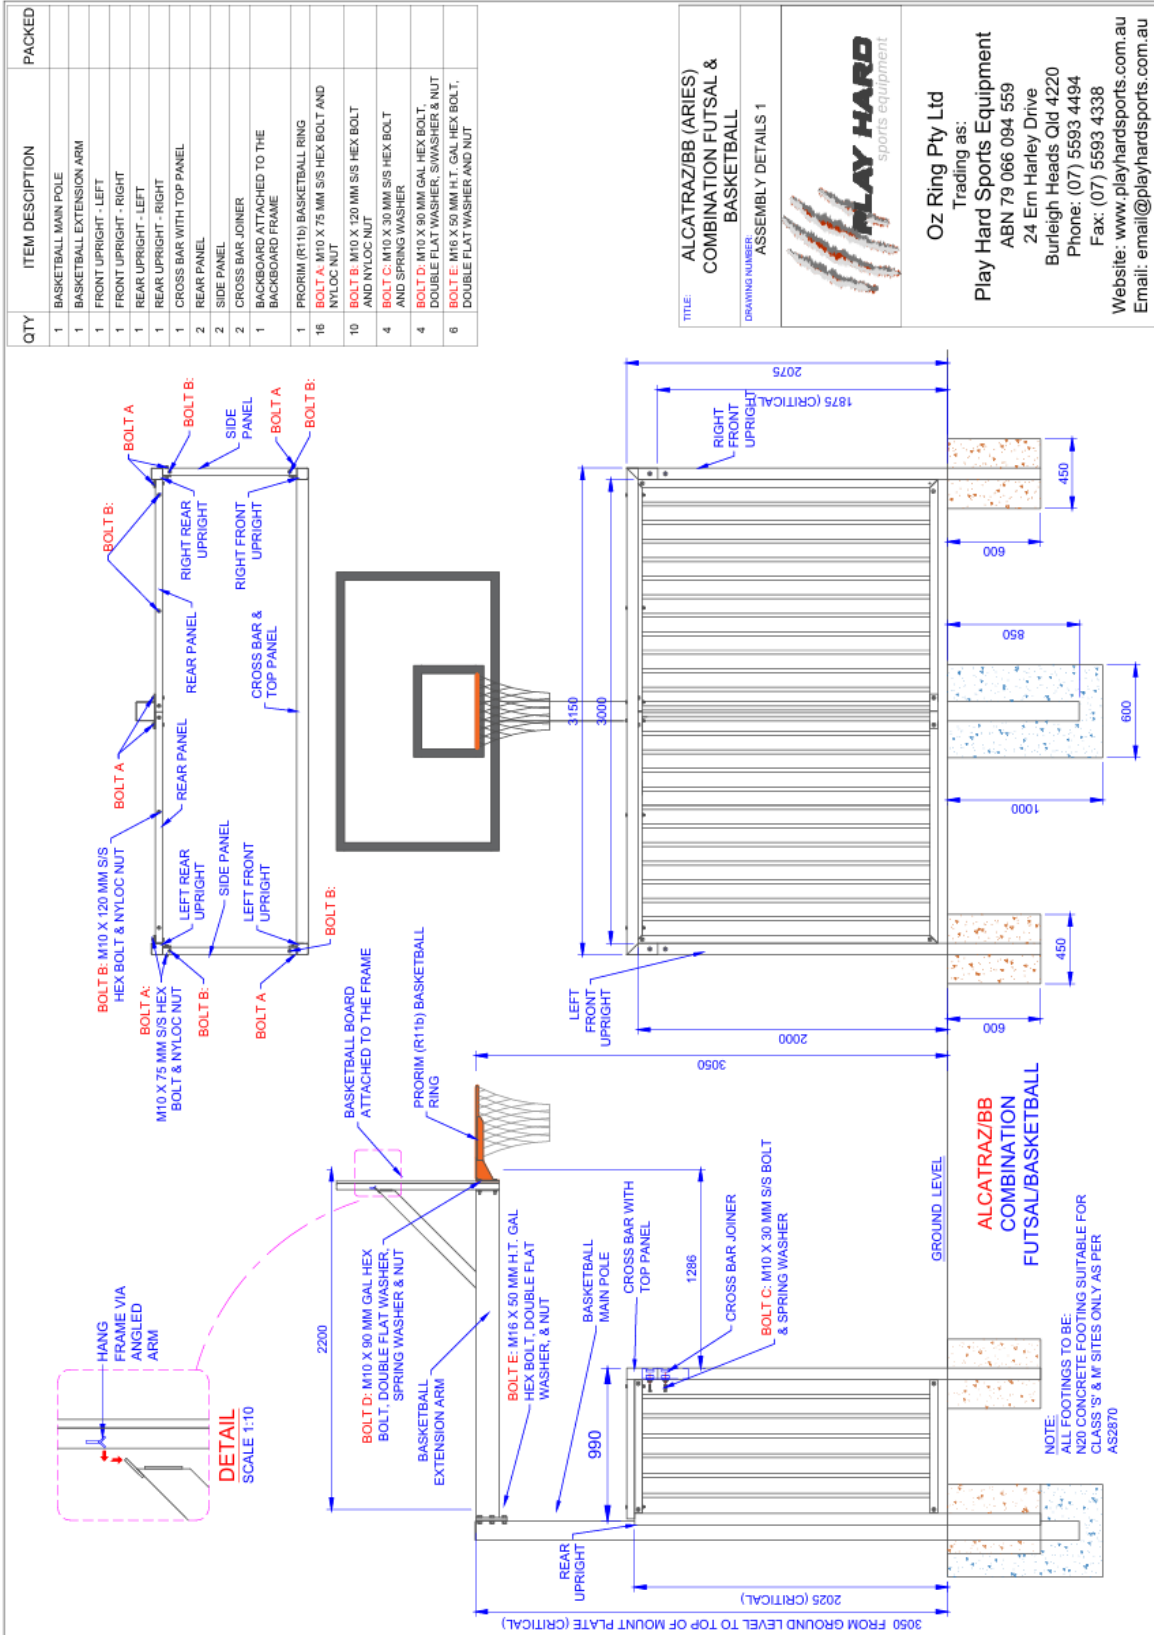 QTY ITEM DESCIPTION PACKED
1 BASKETBALL MAIN POLE
1 BASKETBALL EXTENSION ARM
1 FRONT UPRIGHT - LEFT
1 FRONT UPRIGHT - RIGHT
1 REAR UPRIGHT - LEFT
1 REAR UPRIGHT - RIGHT
1 CROSS BAR WITH TOP PANEL
2 REAR PANEL
2 SIDE PANEL
2 CROSS BAR JOINER
1 BACKBOARD ATTACHED TO THE
BACKBOARD FRAME
1 PRORIM (R11b) BASKETBALL RING
16 BOLT A: M10 X 75 MM S/S HEX BOLT AND
NYLOC NUT
10 BOLT B: M10 X 120 MM S/S HEX BOLT
AND NYLOC NUT
4 BOLT C: M10 X 30 MM S/S HEX BOLT
AND SPRING WASHER
4 BOLT D: M10 X 90 MM GAL HEX BOLT,
DOUBLE FLAT WASHER, S/WASHER & NUT
6 BOLT E: M16 X 50 MM H.T. GAL HEX BOLT,
DOUBLE FLAT WASHER AND NUT
TITLE:
ALCATRAZ/BB (ARIES)
COMBINATION FUTSAL &
BASKETBALL
DRAWING NUMBER:
ASSEMBLY DETAILS 1
PLAY HARD
sports equipment
Oz Ring Pty Ltd
Trading as:
Play Hard Sports Equipment
ABN 79 066 094 559
24 Ern Harley Drive
Burleigh Heads Qld 4220
Phone: (07) 5593 4494
Fax: (07) 5593 4338
Website: www.playhardsports.com.au
Email: email@playhardsports.com.au
BOLT B: M10 X 120 MM S/S
HEX BOLT & NYLOC NUT
BOLT A:
M10 X 75 MM S/S HEX
BOLT & NYLOC NUT
BOLT B:
BOLT A
BOLT A
BOLT B:
BOLT A
BOLT B:
BOLT A
BOLT B:
BOLT B:
LEFT REAR
UPRIGHT
SIDE PANEL
LEFT FRONT
UPRIGHT
REAR PANEL
REAR PANEL
CROSS BAR &
TOP PANEL
RIGHT REAR
UPRIGHT
RIGHT FRONT
UPRIGHT
SIDE
PANEL
HANG
FRAME VIA
ANGLED
ARM
DETAIL
SCALE 1:10
2200
BASKETBALL BOARD
ATTACHED TO THE FRAME
PRORIM (R11b) BASKETBALL
RING
BOLT D: M10 X 90 MM GAL HEX
BOLT, DOUBLE FLAT WASHER,
SPRING WASHER & NUT
BASKETBALL
EXTENSION ARM
BOLT E: M16 X 50 MM H.T. GAL
HEX BOLT, DOUBLE FLAT
WASHER, & NUT
BASKETBALL
MAIN POLE
CROSS BAR WITH
TOP PANEL
1286
CROSS BAR JOINER
BOLT C: M10 X 30 MM S/S BOLT
& SPRING WASHER
990
REAR
UPRIGHT
2025 (CRITICAL)
3050 FROM GROUND LEVEL TO TOP OF MOUNT PLATE (CRITICAL)
3050
GROUND LEVEL
LEFT
FRONT
UPRIGHT
RIGHT
FRONT
UPRIGHT
3150
3000
2000
1875 (CRITICAL)
2075
600
450
1000
850
600
600
450
ALCATRAZ/BB
COMBINATION
FUTSAL/BASKETBALL
NOTE:
ALL FOOTINGS TO BE:
N20 CONCRETE FOOTING SUITABLE FOR
CLASS 'S' & M' SITES ONLY AS PER
AS2870